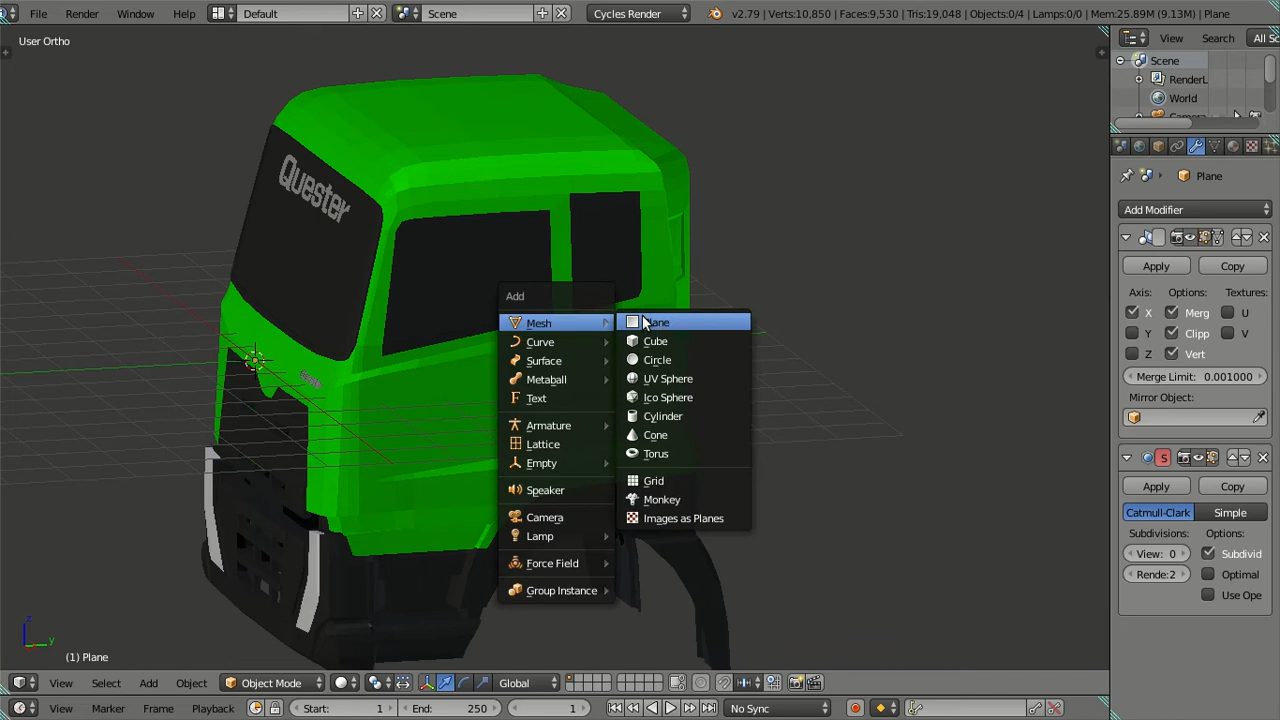 File Render Window Help Default Scene Cycles Render v2.79 | Verts:10,850 | Faces:9,530 | Tris:19,048 | Objects:0/4 | Lamps:0/0 | Mem:25.89M (9.13M) | Plane
User Ortho
View Search All Sc
Scene
RenderL
World
Quester
Plane
Add Modifier
Apply Copy
Axis: Options: Textures:
X Merg U
Y Clipp V
Z Vert
Merge Limit: 0.001000
Mirror Object:
S
Apply Copy
Catmull-Clark Simple
Subdivisions: Options:
View: 0 Subdivid
Rende:2 Optimal
Use Ope
Add
Mesh
Curve
Surface
Metaball
Text
Armature
Lattice
Empty
Speaker
Camera
Lamp
Force Field
Group Instance
Cube
Circle
UV Sphere
Ico Sphere
Cylinder
Cone
Torus
Grid
Monkey
Images as Planes
z
y
(1) Plane
View Select Add Object Object Mode Global
View Marker Frame Playback Start: 1 End: 250 1 No Sync